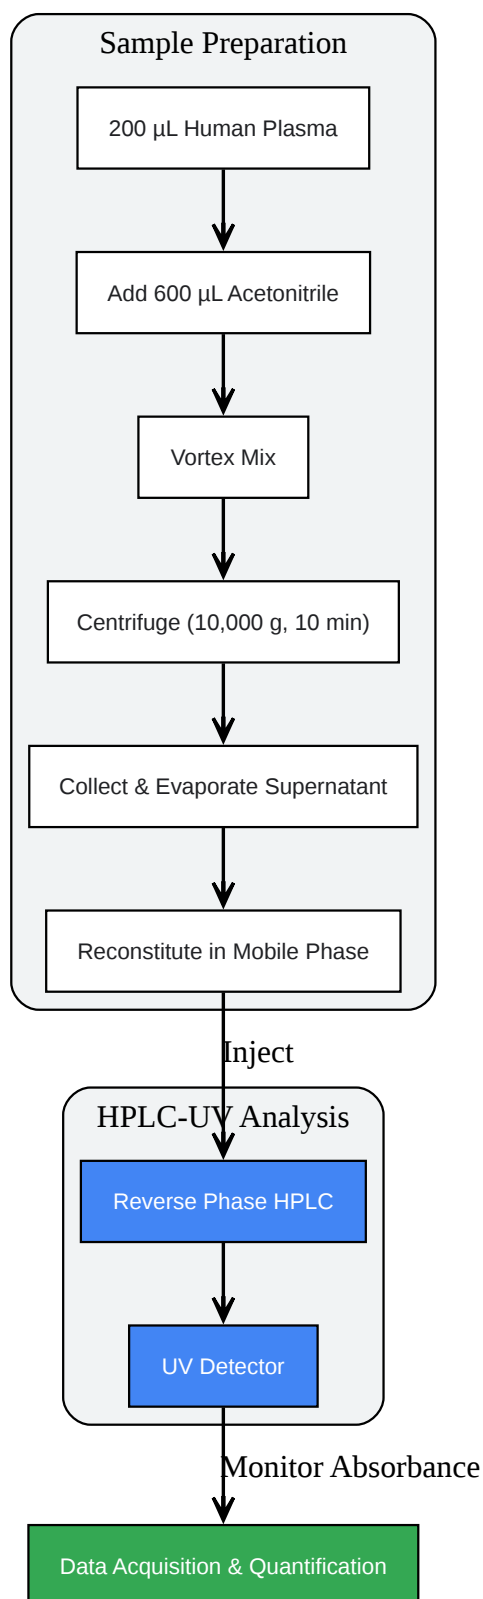 Sample Preparation
200 µL Human Plasma
Add 600 µL Acetonitrile
Vortex Mix
Centrifuge (10,000 g, 10 min)
Collect & Evaporate Supernatant
Reconstitute in Mobile Phase
Inject
HPLC-UV Analysis
Reverse Phase HPLC
UV Detector
Monitor Absorbance
Data Acquisition & Quantification